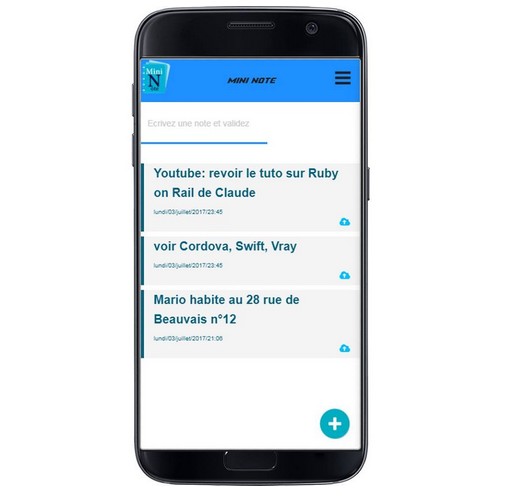 Mini
N
MINI NOTE
Ecrivez une note et validez
Youtube: revoir le tuto sur Ruby
on Rail de Claude
lundi/03/juillet/2017/23:45
voir Cordova, Swift, Vray
lundi/03/juillet/2017/23:45
Mario habite au 28 rue de
Beauvais n°12
lundi/03/juillet/2017/21:06